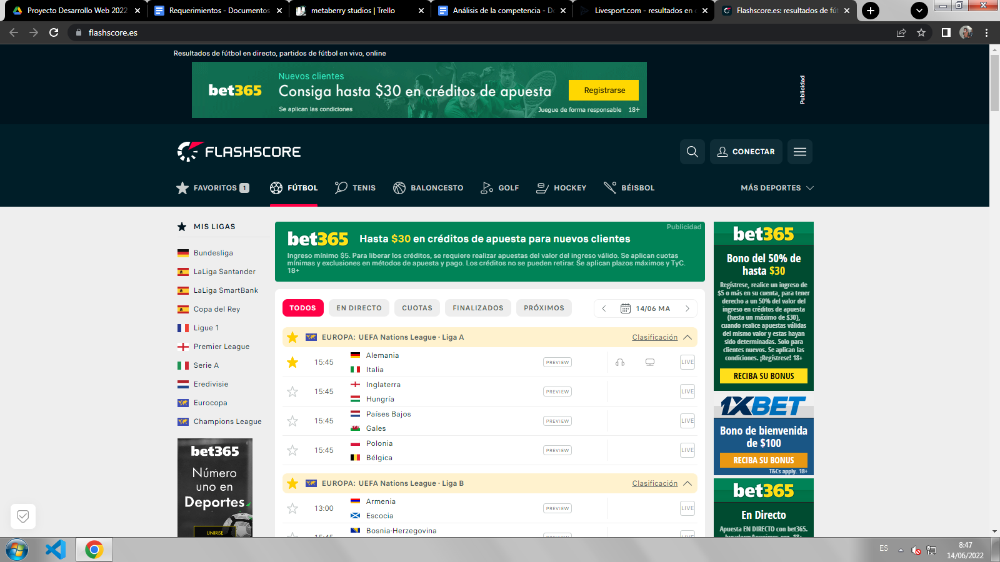 Proyecto Desarrollo Web 2022
Requerimientos - Documentos
metaberry studios | Trello
Análisis de la competencia - Do
Livesport.com - resultados en d
Flashscore.es: resultados de fút
flashscore.es
Resultados de fútbol en directo, partidos de fútbol en vivo, online
bet365
Nuevos clientes
Consiga hasta $30 en créditos de apuesta
Se aplican las condiciones
Registrarse
Juegue de forma responsable 18+
Publicidad
FLASHSCORE
CONECTAR
FAVORITOS 1
FÚTBOL
TENIS
BALONCESTO
GOLF
HOCKEY
BÉISBOL
MÁS DEPORTES
MIS LIGAS
Bundesliga
LaLiga Santander
LaLiga SmartBank
Copa del Rey
Ligue 1
Premier League
Serie A
Eredivisie
Eurocopa
Champions League
bet365
Número
uno en
Deportes
UNIRSE
Publicidad
bet365 Hasta $30 en créditos de apuesta para nuevos clientes
Ingreso mínimo $5. Para liberar los créditos, se requiere realizar apuestas del valor del ingreso válido. Se aplican cuotas
mínimas y exclusiones en métodos de apuesta y pago. Los créditos no se pueden retirar. Se aplican plazos máximos y TyC.
18+
TODOS
EN DIRECTO
CUOTAS
FINALIZADOS
PRÓXIMOS
14/06 MA
EUROPA: UEFA Nations League - Liga A
Clasificación
15:45
Alemania
Italia
PREVIEW
LIVE
15:45
Inglaterra
Hungría
PREVIEW
LIVE
15:45
Países Bajos
Gales
PREVIEW
LIVE
15:45
Polonia
Bélgica
PREVIEW
LIVE
EUROPA: UEFA Nations League - Liga B
Clasificación
13:00
Armenia
Escocia
PREVIEW
LIVE
15:45
Bosnia-Herzegovina
PREVIEW
LIVE
bet365
Bono del 50% de
hasta $30
Regístrese, realice un ingreso de
$5 o más en su cuenta, para tener
derecho a un 50% del valor del
ingreso en créditos de apuesta
(hasta un máximo de $30),
cuando realice apuestas válidas
del mismo valor y estas hayan
sido determinadas. Solo para
clientes nuevos. Se aplican las
condiciones. ¡Regístrese! 18+
RECIBA SU BONUS
1XBET
Bono de bienvenida
de $100
RECIBA SU BONUS
T&Cs apply. 18+
bet365
En Directo
Apuesta EN DIRECTO con bet365.
JugadoresAnonimos.org. 18+
ES
8:47
14/06/2022